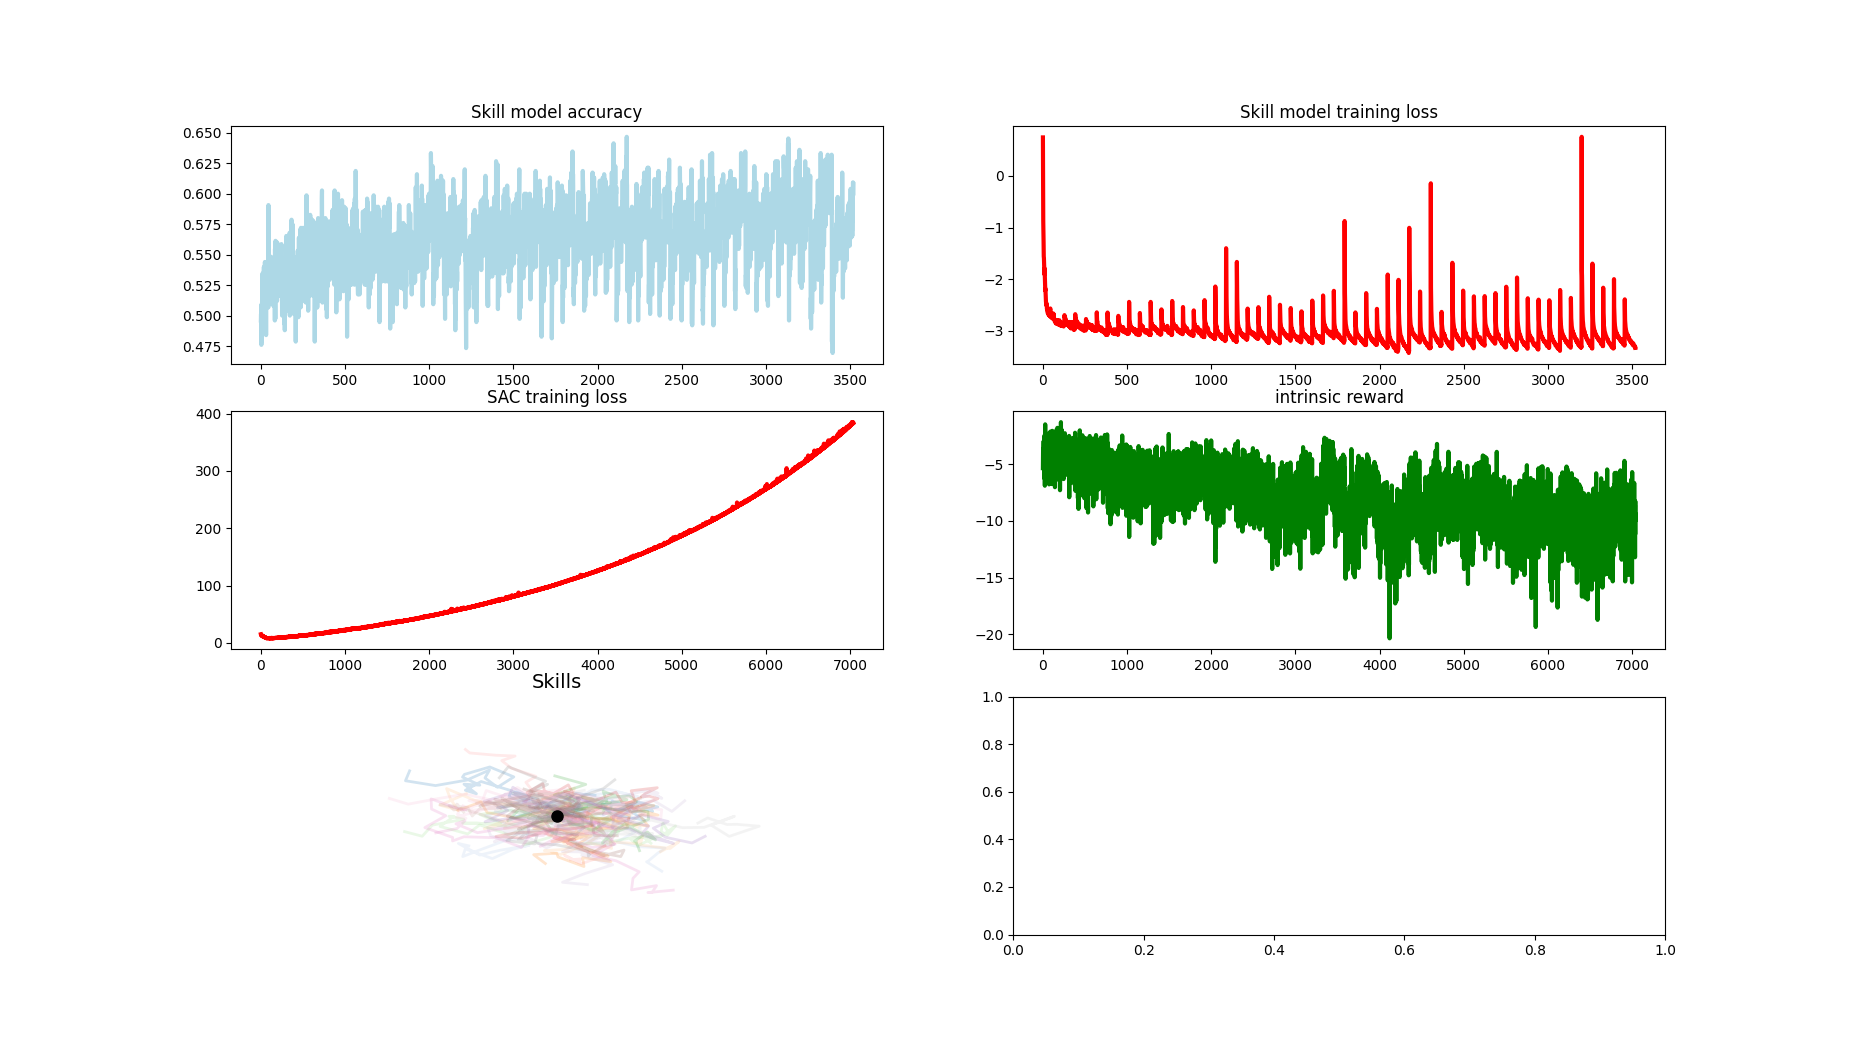 Skill model accuracy
0.650
0.625
0.600
0.575
0.550
0.525
0.500
0.475
0 500 1000 1500 2000 2500 3000 3500
Skill model training loss
0
−1
−2
−3
0 500 1000 1500 2000 2500 3000 3500
SAC training loss
400
300
200
100
0
0 1000 2000 3000 4000 5000 6000 7000
intrinsic reward
−5
−10
−15
−20
0 1000 2000 3000 4000 5000 6000 7000
Skills
1.0
0.8
0.6
0.4
0.2
0.0
0.0 0.2 0.4 0.6 0.8 1.0